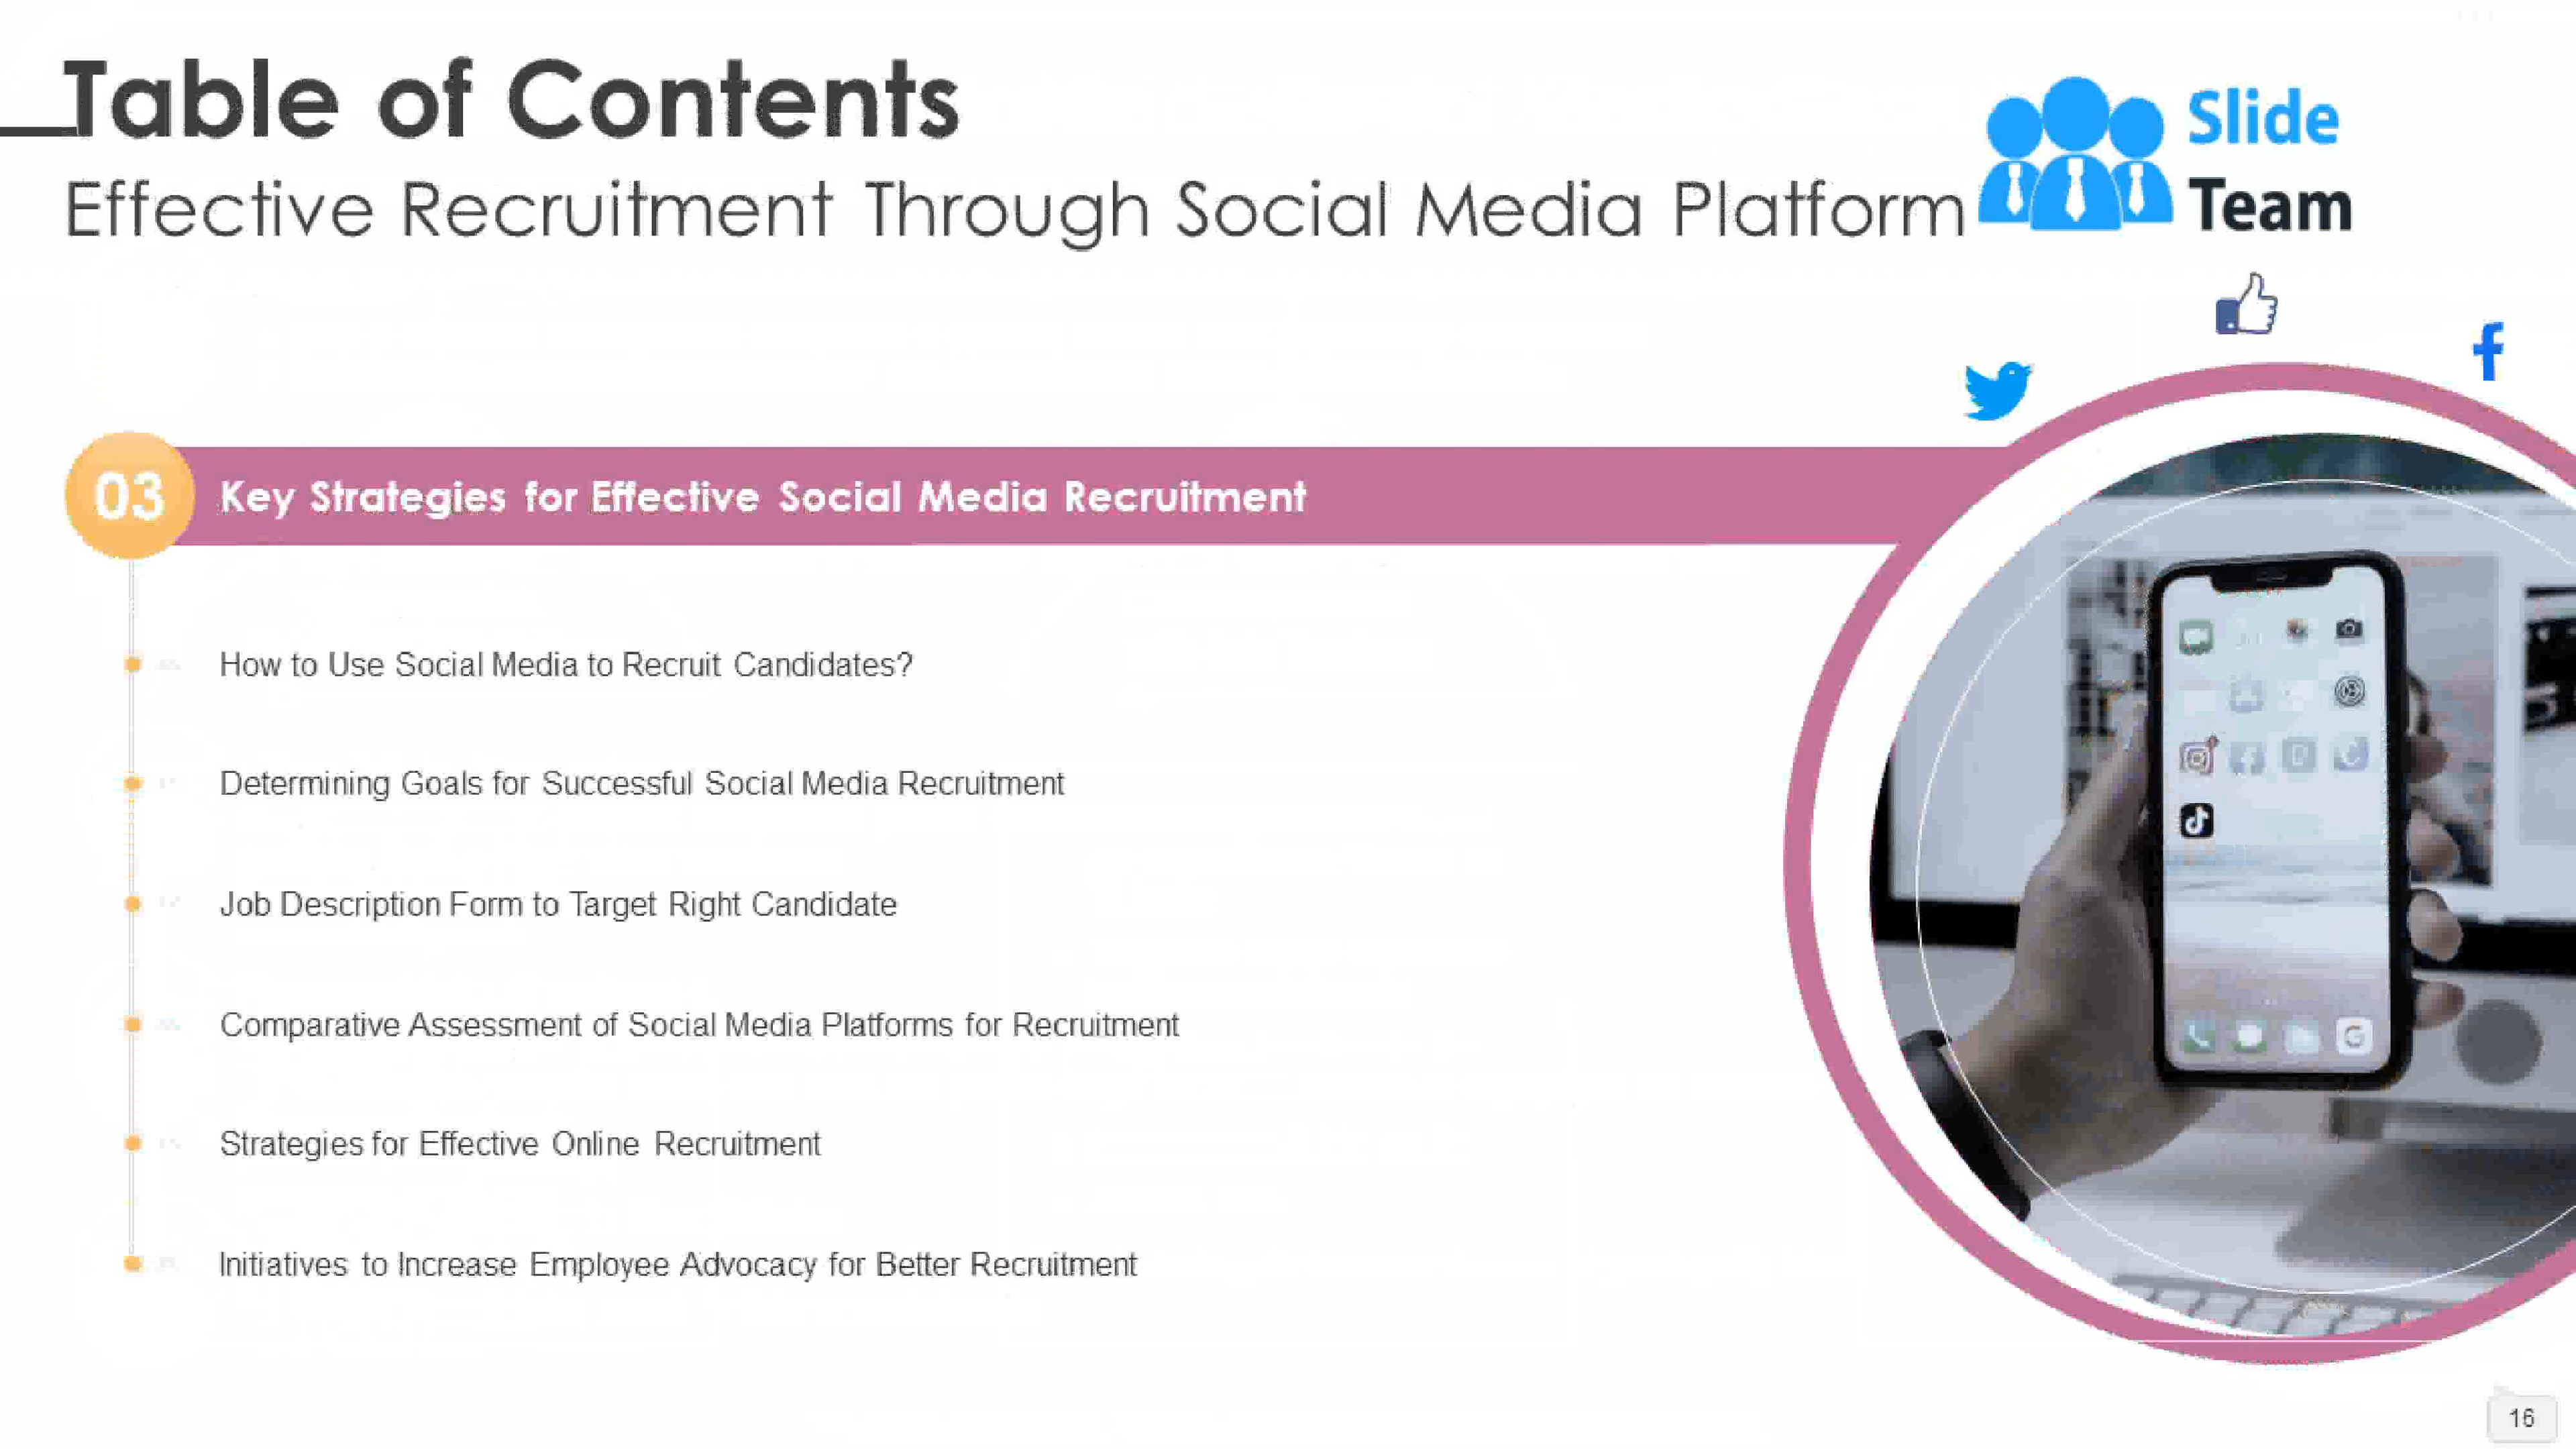 Table of Contents
Effective Recruitment Through Social Media Platform
Slide
Team
03
Key Strategies for Effective Social Media Recruitment
How to Use Social Media to Recruit Candidates?
Determining Goals for Successful Social Media Recruitment
Job Description Form to Target Right Candidate
Comparative Assessment of Social Media Platforms for Recruitment
Strategies for Effective Online Recruitment
Initiatives to Increase Employee Advocacy for Better Recruitment
16